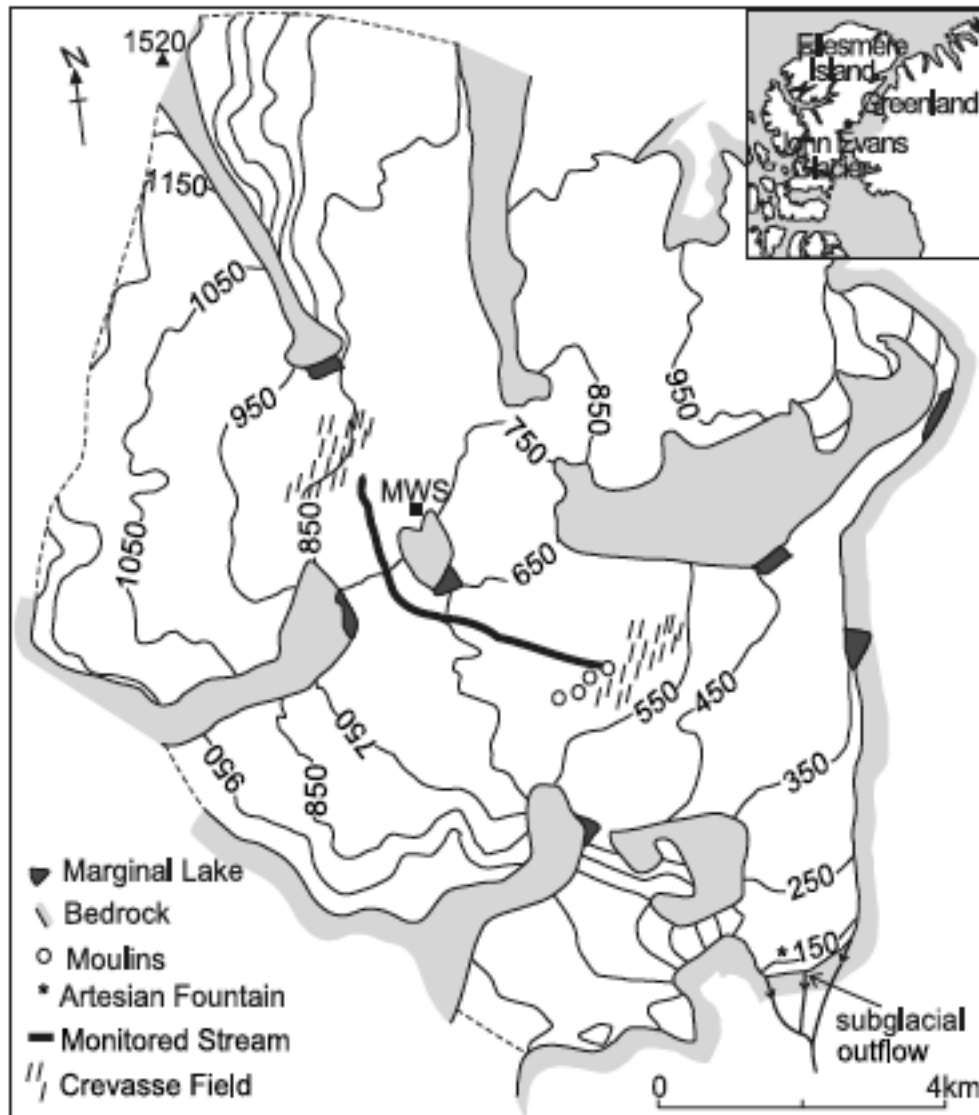 1520
N
Ellesmere
Island
Greenland
John Evans
Glacier
1150
1050
950
850
950
750
MWS
850
1050
650
550
450
750
350
950
850
250
*150
Marginal Lake
Bedrock
Moulins
* Artesian Fountain
Monitored Stream
Crevasse Field
subglacial
outflow
0 4km